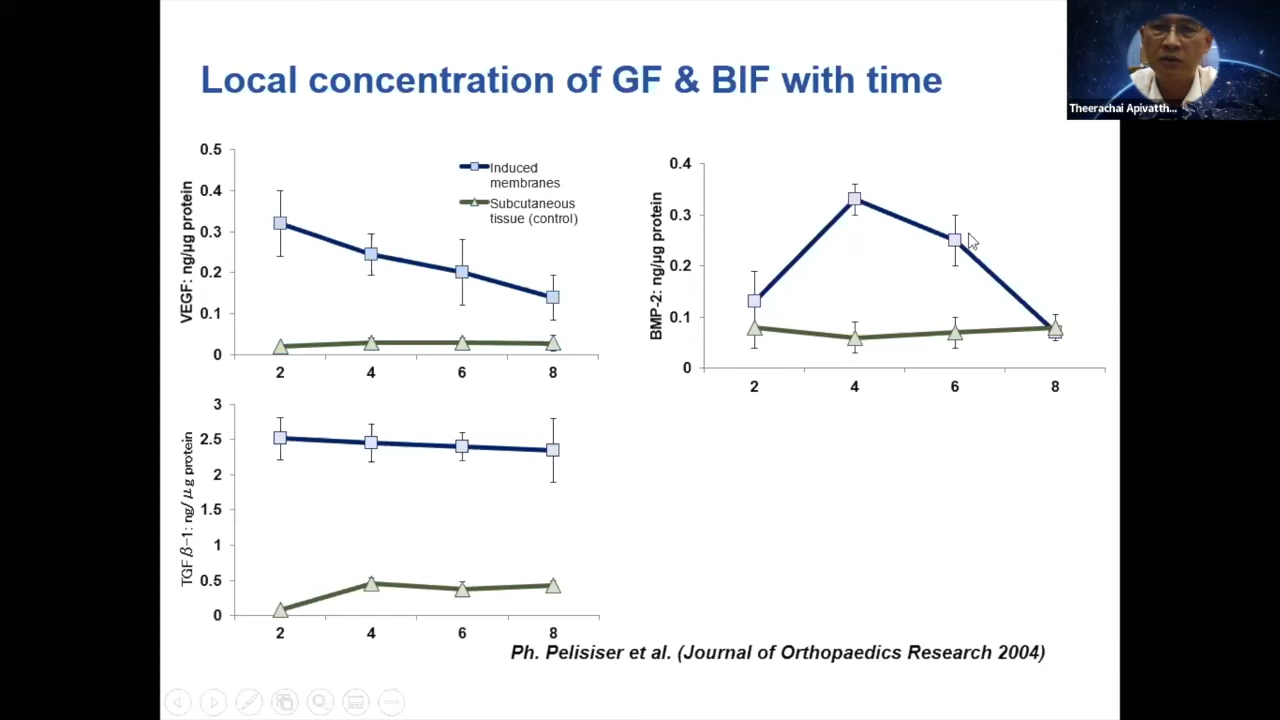 Local concentration of GF & BIF with time
Theerachai Apivatth...
0.5
0.4
0.3
0.2
0.1
0
VEGF: ng/µg protein
Induced
membranes
Subcutaneous
tissue (control)
2 4 6 8
0.4
0.3
0.2
0.1
0
BMP-2: ng/µg protein
2 4 6 8
3
2.5
2
1.5
1
0.5
0
TGF β-1: ng/ μg protein
2 4 6 8
Ph. Pelisiser et al. (Journal of Orthopaedics Research 2004)